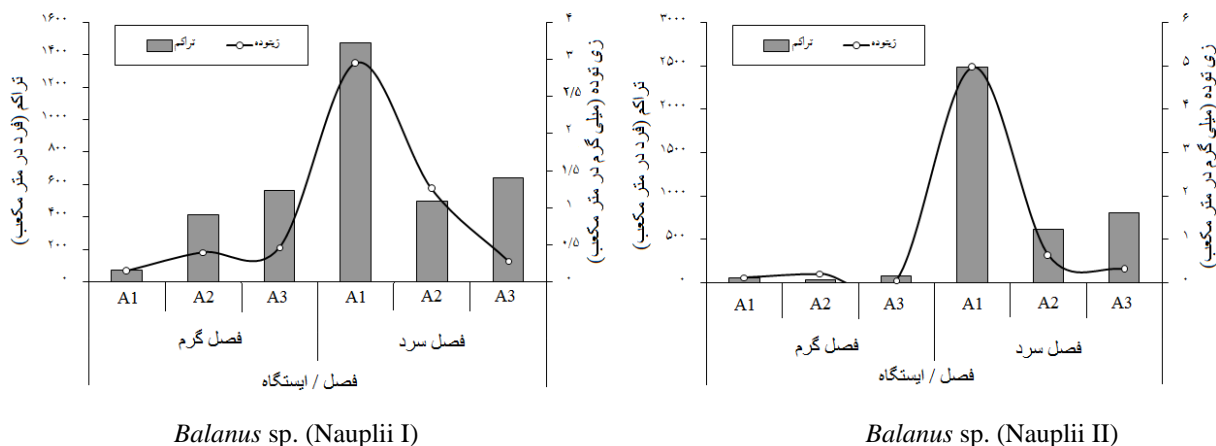 تراکم (فرد در متر مکعب)
۱۶۰۰
۱۴۰۰
۱۲۰۰
۱۰۰۰
۸۰۰
۶۰۰
۴۰۰
۲۰۰
۰
تراکم
زیتوده
۴
۳
۲/۵
۲
۱/۵
۱
۰/۵
۰
زی توده (میلی گرم در متر مکعب)
A1 A2 A3 A1 A2 A3
فصل گرم
فصل سرد
فصل / ایستگاه
Balanus sp. (Nauplii I)
تراکم (فرد در متر مکعب)
۳۰۰۰
۲۵۰۰
۲۰۰۰
۱۵۰۰
۱۰۰۰
۵۰۰
۰
تراکم
زیتوده
۶
۵
۴
۳
۲
۱
۰
زی توده (میلی گرم در متر مکعب)
A1 A2 A3 A1 A2 A3
فصل گرم
فصل سرد
فصل / ایستگاه
Balanus sp. (Nauplii II)